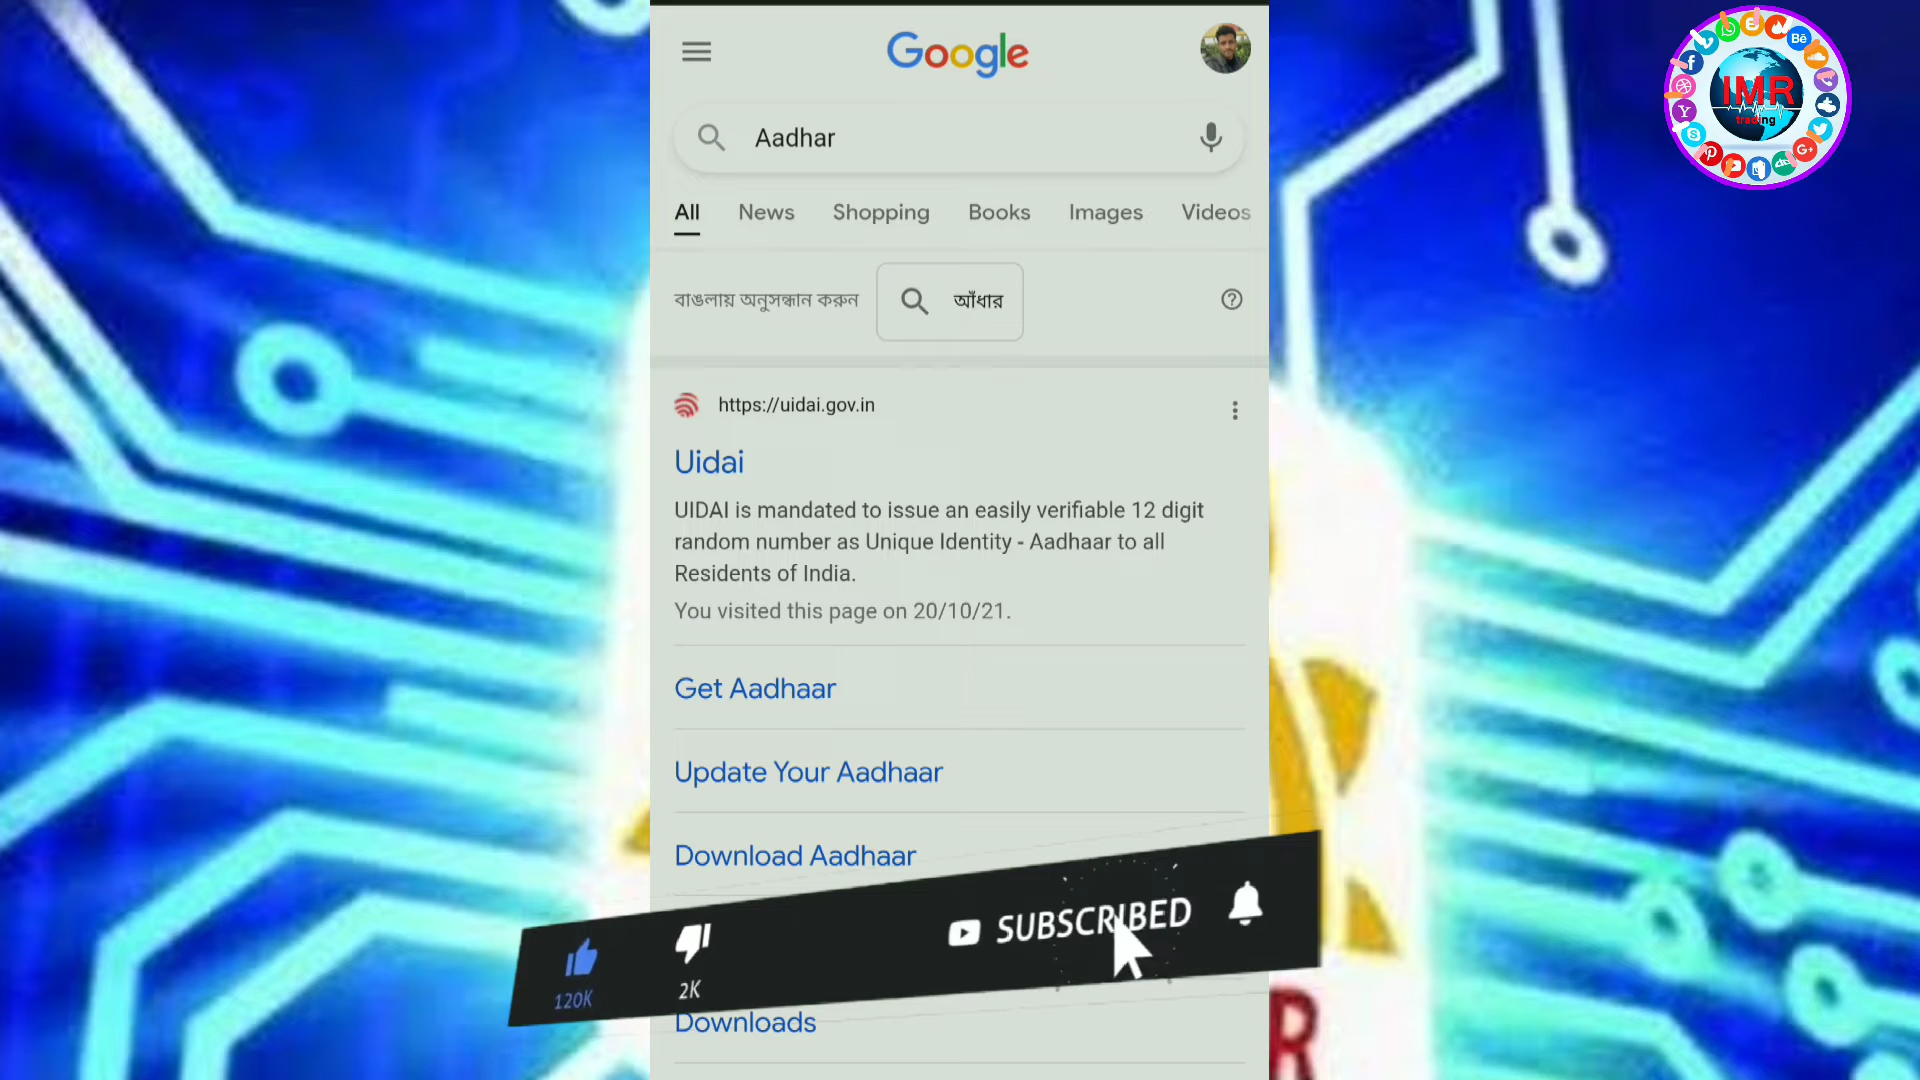 Google
IMR
trading
Aadhar
All News Shopping Books Images Videos
বাঙলায় অনুসন্ধান করুন আঁধার
https://uidai.gov.in
Uidai
UIDAI is mandated to issue an easily verifiable 12 digit
random number as Unique Identity - Aadhaar to all
Residents of India.
You visited this page on 20/10/21.
Get Aadhaar
Update Your Aadhaar
Download Aadhaar
SUBSCRIBED
120K 2K
Downloads
R